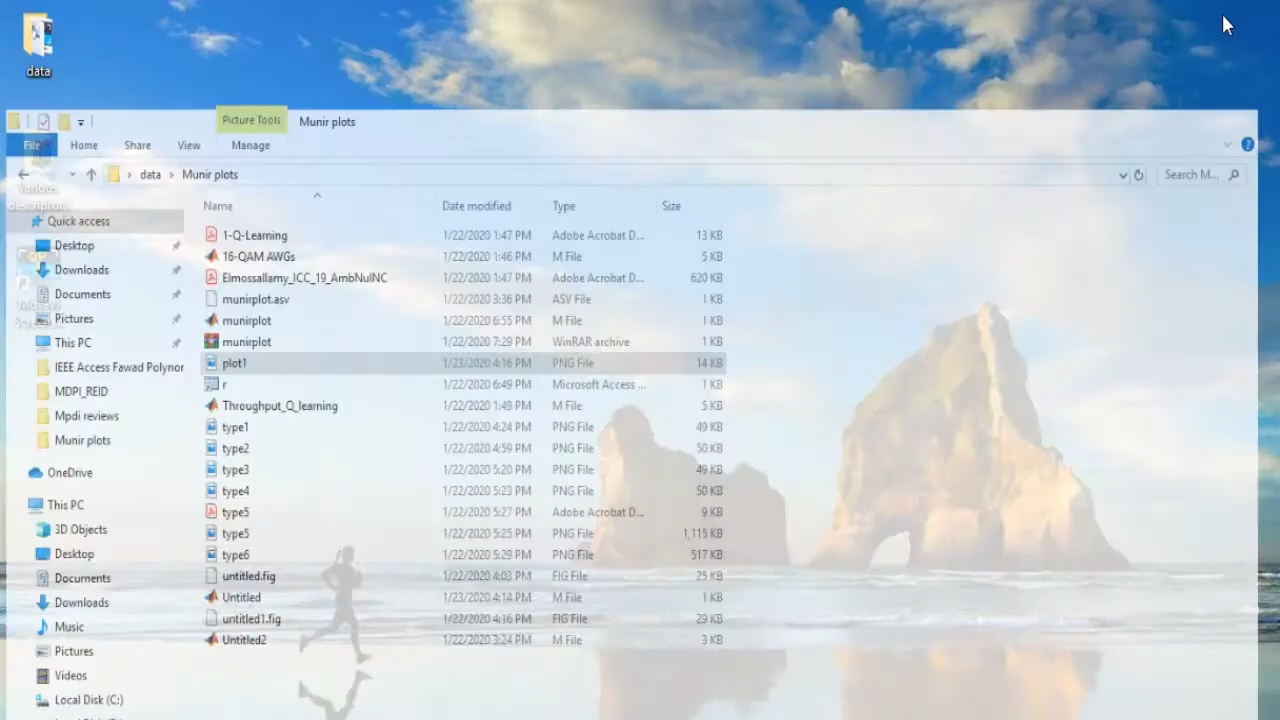 data
Picture Tools Munir plots
File Home Share View Manage
data Munir plots Search M...
Various
Name Date modified Type Size
Quick access
Desktop
Downloads
Documents
Pictures
This PC
IEEE Access Fawad Polynor
MDPI_REID
Mpdi reviews
Munir plots
OneDrive
This PC
3D Objects
Desktop
Documents
Downloads
Music
Pictures
Videos
Local Disk (C:)
1-Q-Learning 1/22/2020 1:47 PM Adobe Acrobat D... 13 KB
16-QAM AWGs 1/22/2020 1:46 PM M File 5 KB
Elmossallamy_ICC_19_AmbNulNC 1/22/2020 1:47 PM Adobe Acrobat D... 620 KB
munirplot.asv 1/22/2020 3:36 PM ASV File 1 KB
munirplot 1/22/2020 6:55 PM M File 1 KB
munirplot 1/22/2020 7:29 PM WinRAR archive 1 KB
plot1 1/23/2020 4:16 PM PNG File 14 KB
r 1/22/2020 6:49 PM Microsoft Access ... 1 KB
Throughput_Q_learning 1/22/2020 1:49 PM M File 5 KB
type1 1/22/2020 4:24 PM PNG File 49 KB
type2 1/22/2020 4:59 PM PNG File 50 KB
type3 1/22/2020 5:20 PM PNG File 49 KB
type4 1/22/2020 5:23 PM PNG File 50 KB
type5 1/22/2020 5:27 PM Adobe Acrobat D... 9 KB
type5 1/22/2020 5:25 PM PNG File 1,115 KB
type6 1/22/2020 5:29 PM PNG File 517 KB
untitled.fig 1/22/2020 4:03 PM FIG File 25 KB
Untitled 1/23/2020 4:14 PM M File 1 KB
untitled1.fig 1/22/2020 4:16 PM FIG File 29 KB
Untitled2 1/22/2020 3:24 PM M File 3 KB